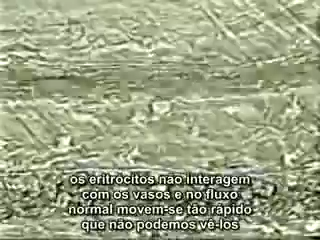 os eritrócitos não interagem
com os vasos e no fluxo
normal movem-se tão rápido
que não podemos vê-los